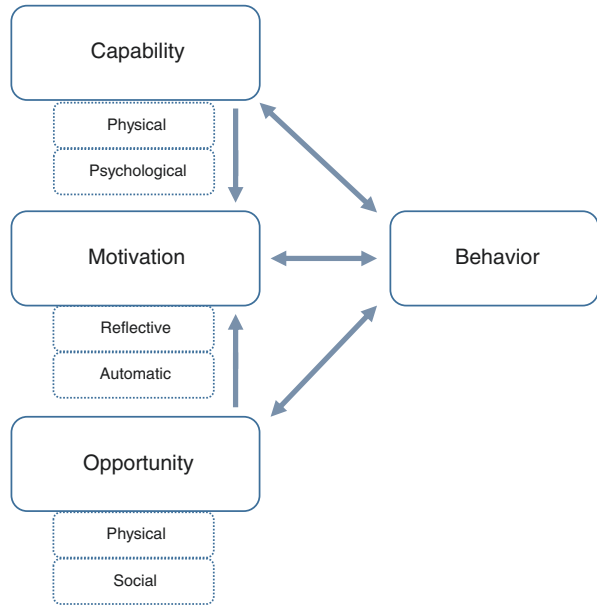 Capability
Physical
Psychological
Motivation
Behavior
Reflective
Automatic
Opportunity
Physical
Social